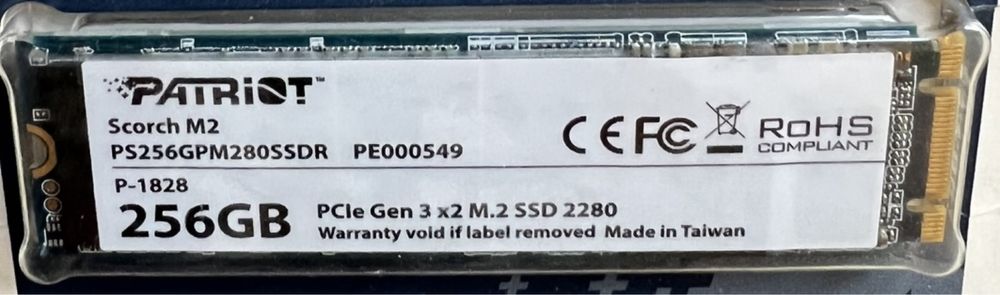 PATRIOT™
Scorch M2
PS256GPM280SSDR PE000549
CE FC RoHS
COMPLIANT
P-1828
256GB PCIe Gen 3 x2 M.2 SSD 2280
Warranty void if label removed Made in Taiwan